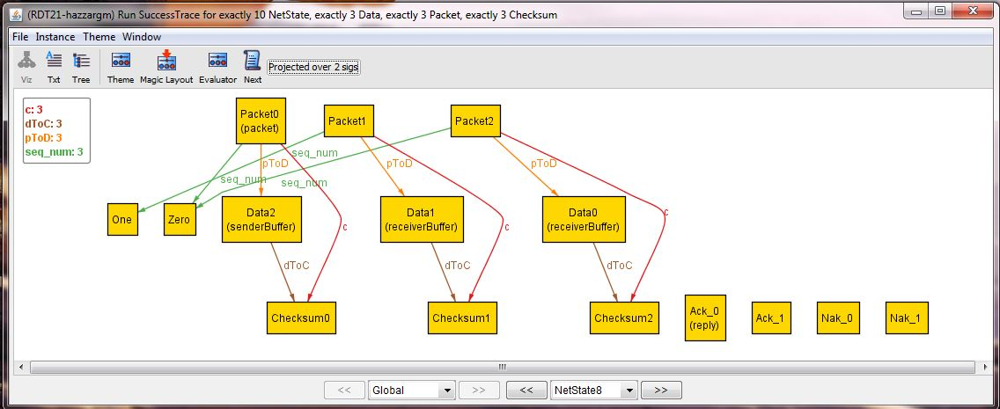 (RDT21-hazzargm) Run SuccessTrace for exactly 10 NetState, exactly 3 Data, exactly 3 Packet, exactly 3 Checksum
File Instance Theme Window
Viz Txt Tree Theme Magic Layout Evaluator Next Projected over 2 sigs
c: 3
dToC: 3
pToD: 3
seq_num: 3
Packet0
(packet)
Packet1
Packet2
seq_num
pToD
pToD
pToD
seq_num
seq_num
One
Zero
Data2
(senderBuffer)
Data1
(receiverBuffer)
Data0
(receiverBuffer)
c
c
c
dToC
dToC
dToC
Checksum0
Checksum1
Checksum2
Ack_0
(reply)
Ack_1
Nak_0
Nak_1
<< Global >> << NetState8 >>